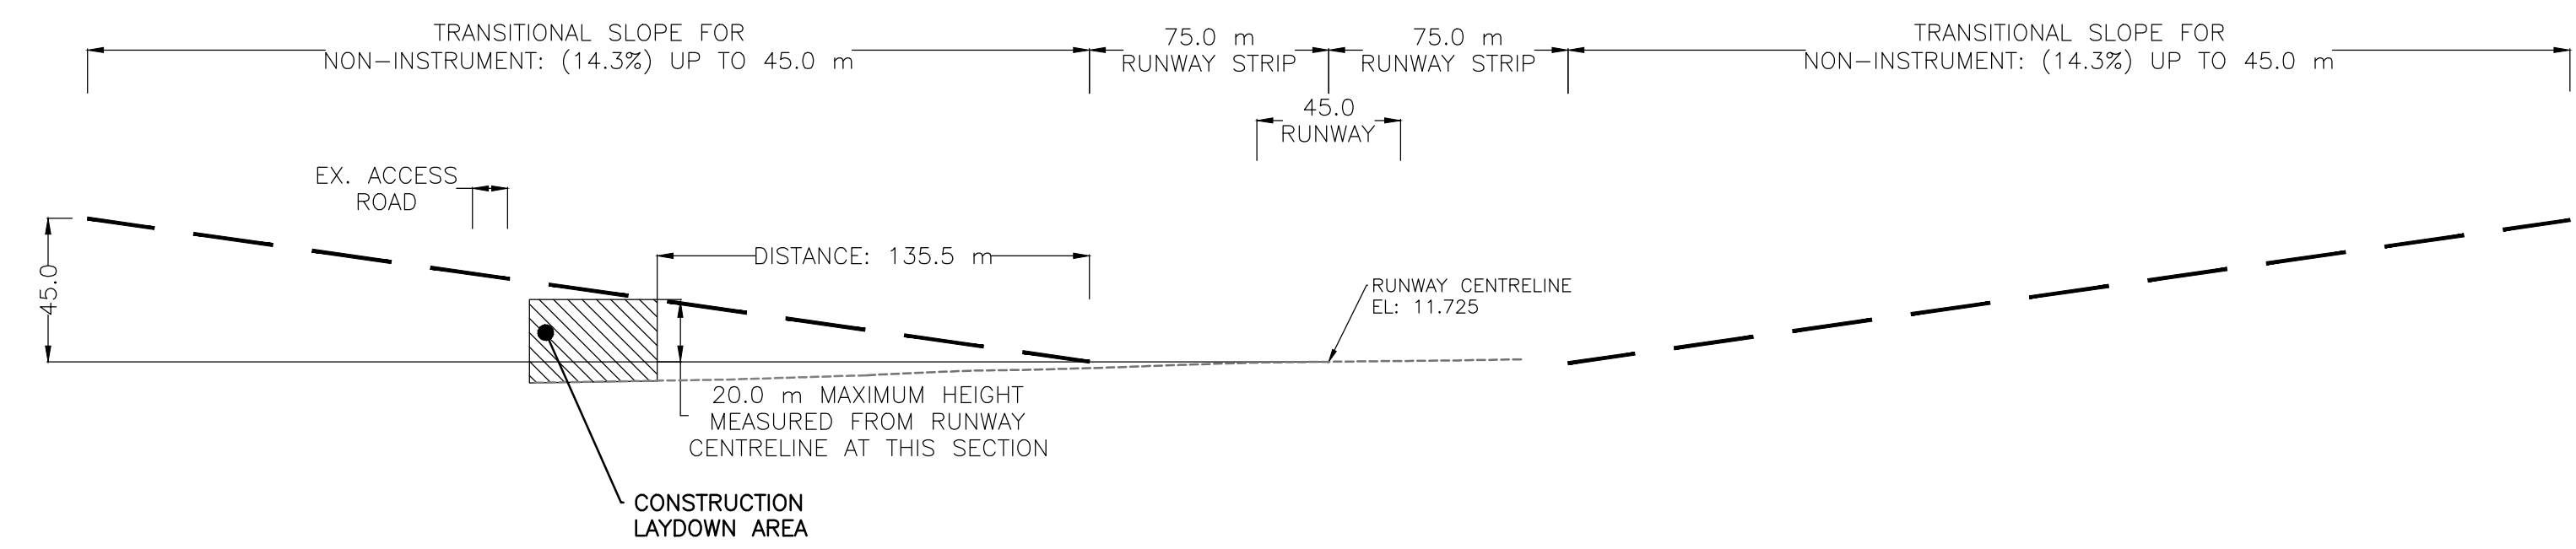 TRANSITIONAL SLOPE FOR
NON-INSTRUMENT: (14.3%) UP TO 45.0 m
75.0 m
RUNWAY STRIP
75.0 m
RUNWAY STRIP
TRANSITIONAL SLOPE FOR
NON-INSTRUMENT: (14.3%) UP TO 45.0 m
45.0
RUNWAY
EX. ACCESS
ROAD
45.0
DISTANCE: 135.5 m
RUNWAY CENTRELINE
EL: 11.725
20.0 m MAXIMUM HEIGHT
MEASURED FROM RUNWAY
CENTRELINE AT THIS SECTION
CONSTRUCTION
LAYDOWN AREA